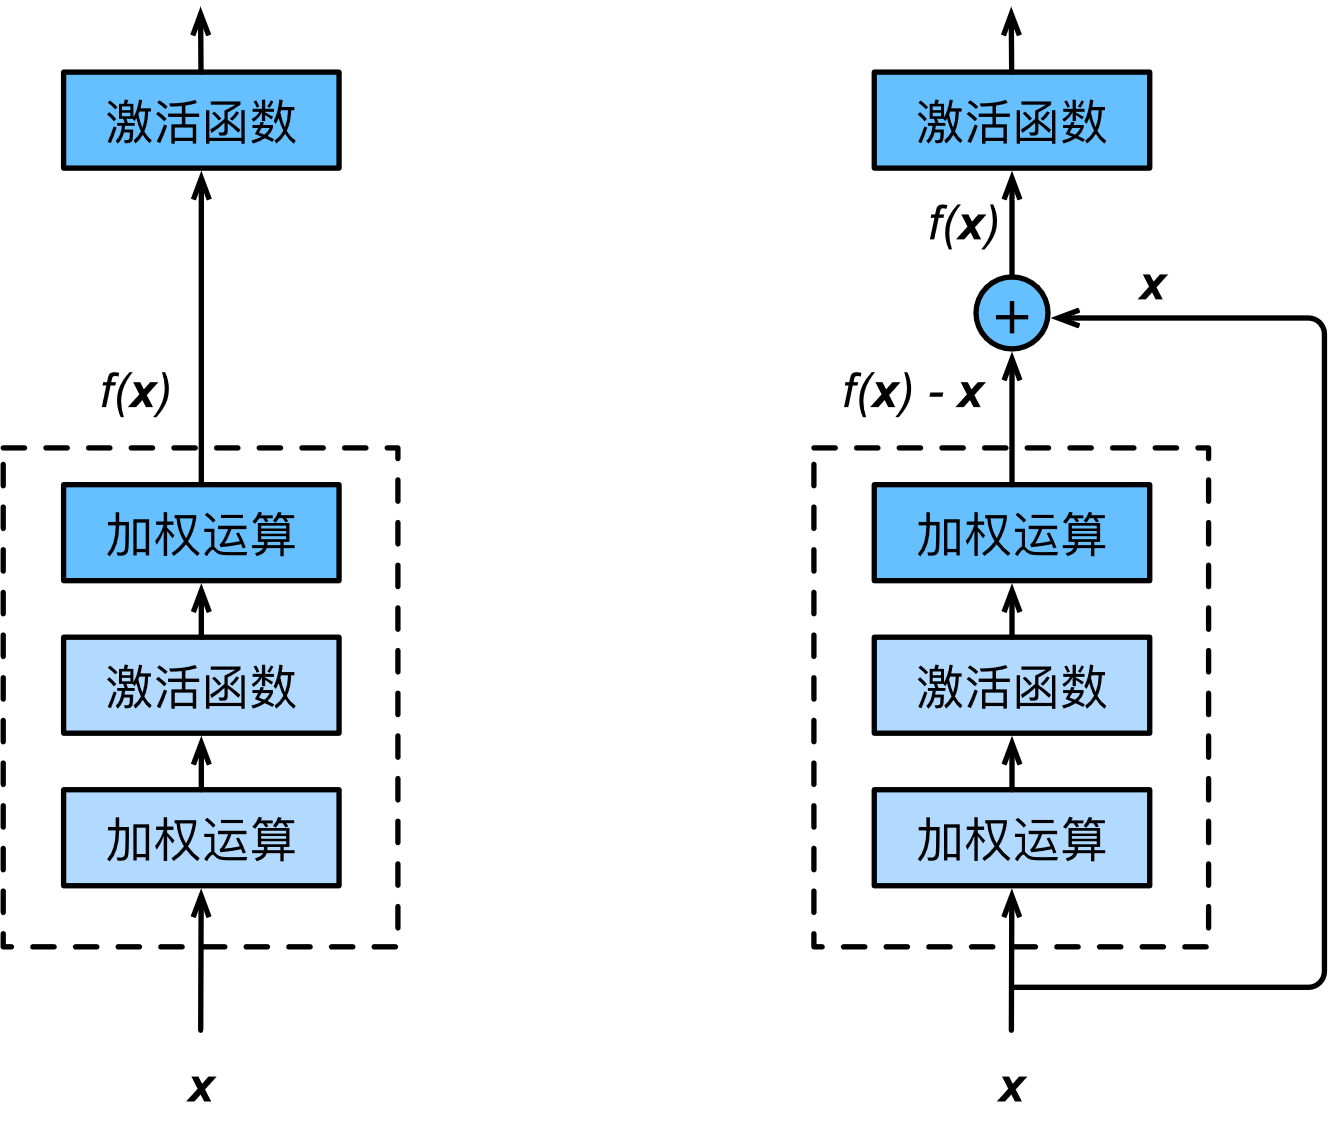 激活函数
f(x)
加权运算
激活函数
加权运算
x
激活函数
f(x)
x
+
f(x) - x
加权运算
激活函数
加权运算
x